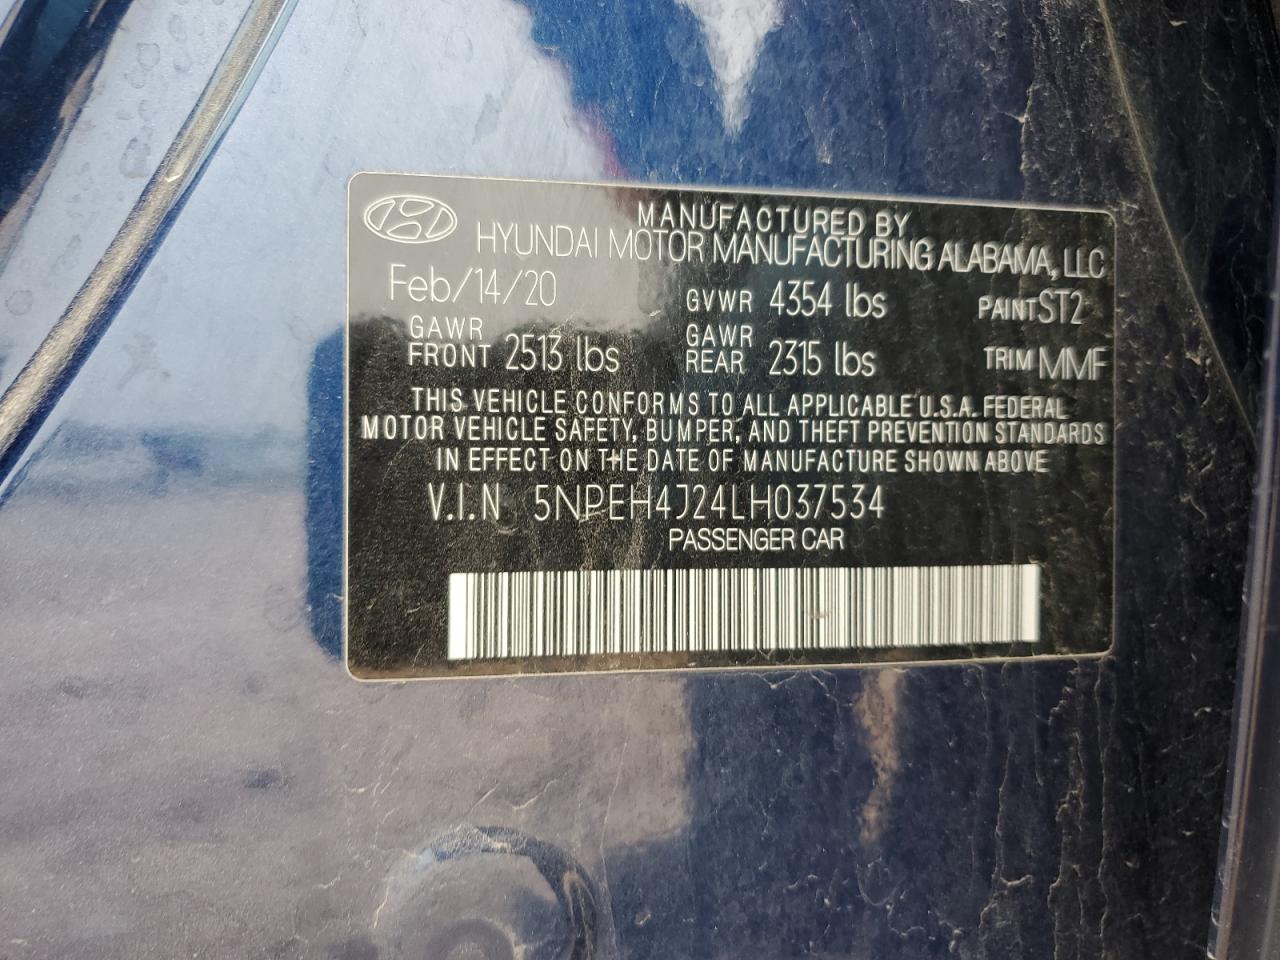 MANUFACTURED BY
HYUNDAI MOTOR MANUFACTURING ALABAMA, LLC
Feb/14/20 GVWR 4354 lbs PAINT ST2
GAWR FRONT 2513 lbs GAWR REAR 2315 lbs TRIM MMF
THIS VEHICLE CONFORMS TO ALL APPLICABLE U.S.A. FEDERAL
MOTOR VEHICLE SAFETY, BUMPER, AND THEFT PREVENTION STANDARDS
IN EFFECT ON THE DATE OF MANUFACTURE SHOWN ABOVE
V.I.N 5NPEH4J24LH037534
PASSENGER CAR